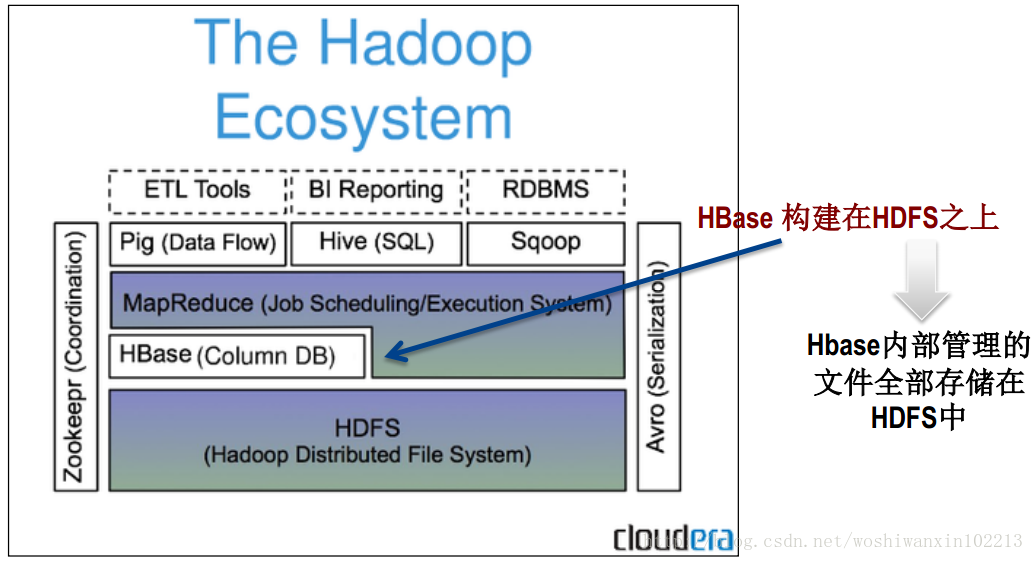 The Hadoop
Ecosystem
ETL Tools
BI Reporting
RDBMS
Pig (Data Flow)
Hive (SQL)
Sqoop
MapReduce (Job Scheduling/Execution System)
HBase (Column DB)
HDFS
(Hadoop Distributed File System)
Zookeepr (Coordination)
Avro (Serialization)
HBase 构建在HDFS之上
Hbase内部管理的
文件全部存储在
HDFS中
cloudera
blog.csdn.net/woshiwanxin102213